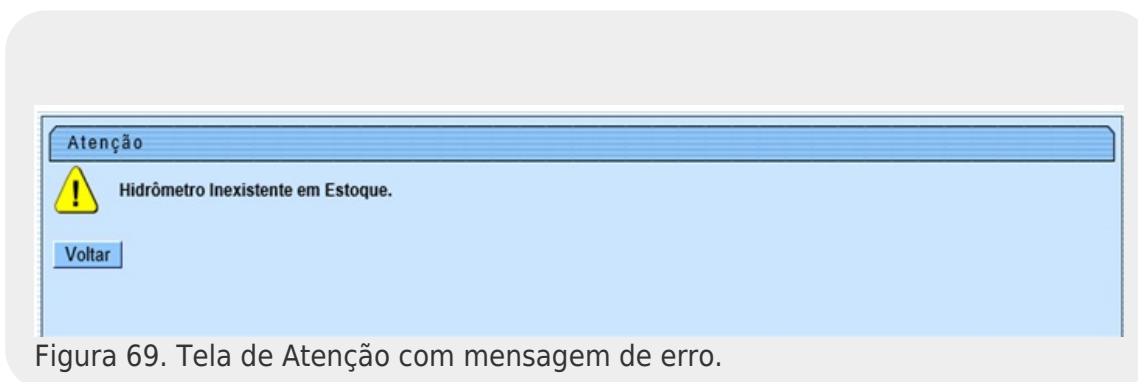 Atenção
Hidrômetro Inexistente em Estoque.
Voltar
Figura 69. Tela de Atenção com mensagem de erro.